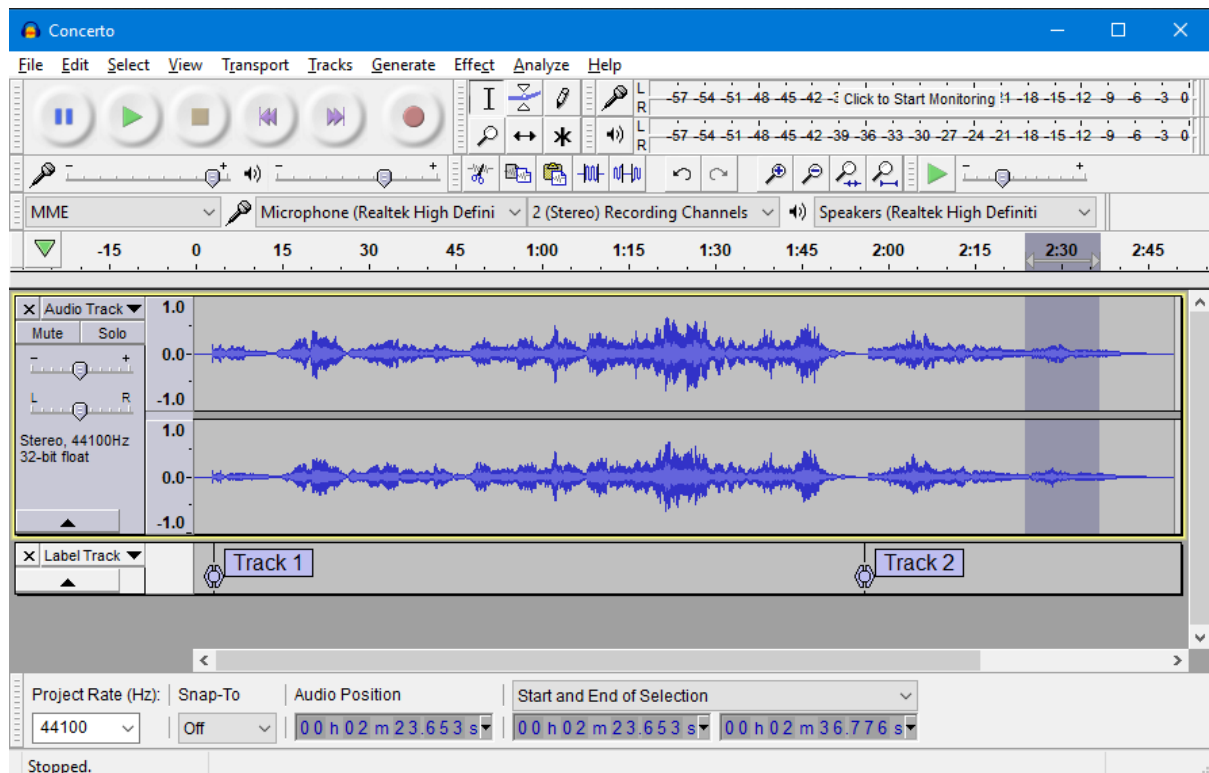 Concerto
File Edit Select View Transport Tracks Generate Effect Analyze Help
L
R
-57 -54 -51 -48 -45 -42 -3 Click to Start Monitoring !1 -18 -15 -12 -9 -6 -3 0
L
R
-57 -54 -51 -48 -45 -42 -39 -36 -33 -30 -27 -24 -21 -18 -15 -12 -9 -6 -3 0
- + - + - +
MME Microphone (Realtek High Defini 2 (Stereo) Recording Channels Speakers (Realtek High Definiti
-15 0 15 30 45 1:00 1:15 1:30 1:45 2:00 2:15 2:30 2:45
Audio Track 1.0
Mute Solo
- + 0.0
L R -1.0
1.0
Stereo, 44100Hz
32-bit float
0.0
-1.0
Label Track
Track 1 Track 2
Project Rate (Hz): Snap-To Audio Position Start and End of Selection
44100 Off 00 h 02 m 23.653 s 00 h 02 m 23.653 s 00 h 02 m 36.776 s
Stopped.